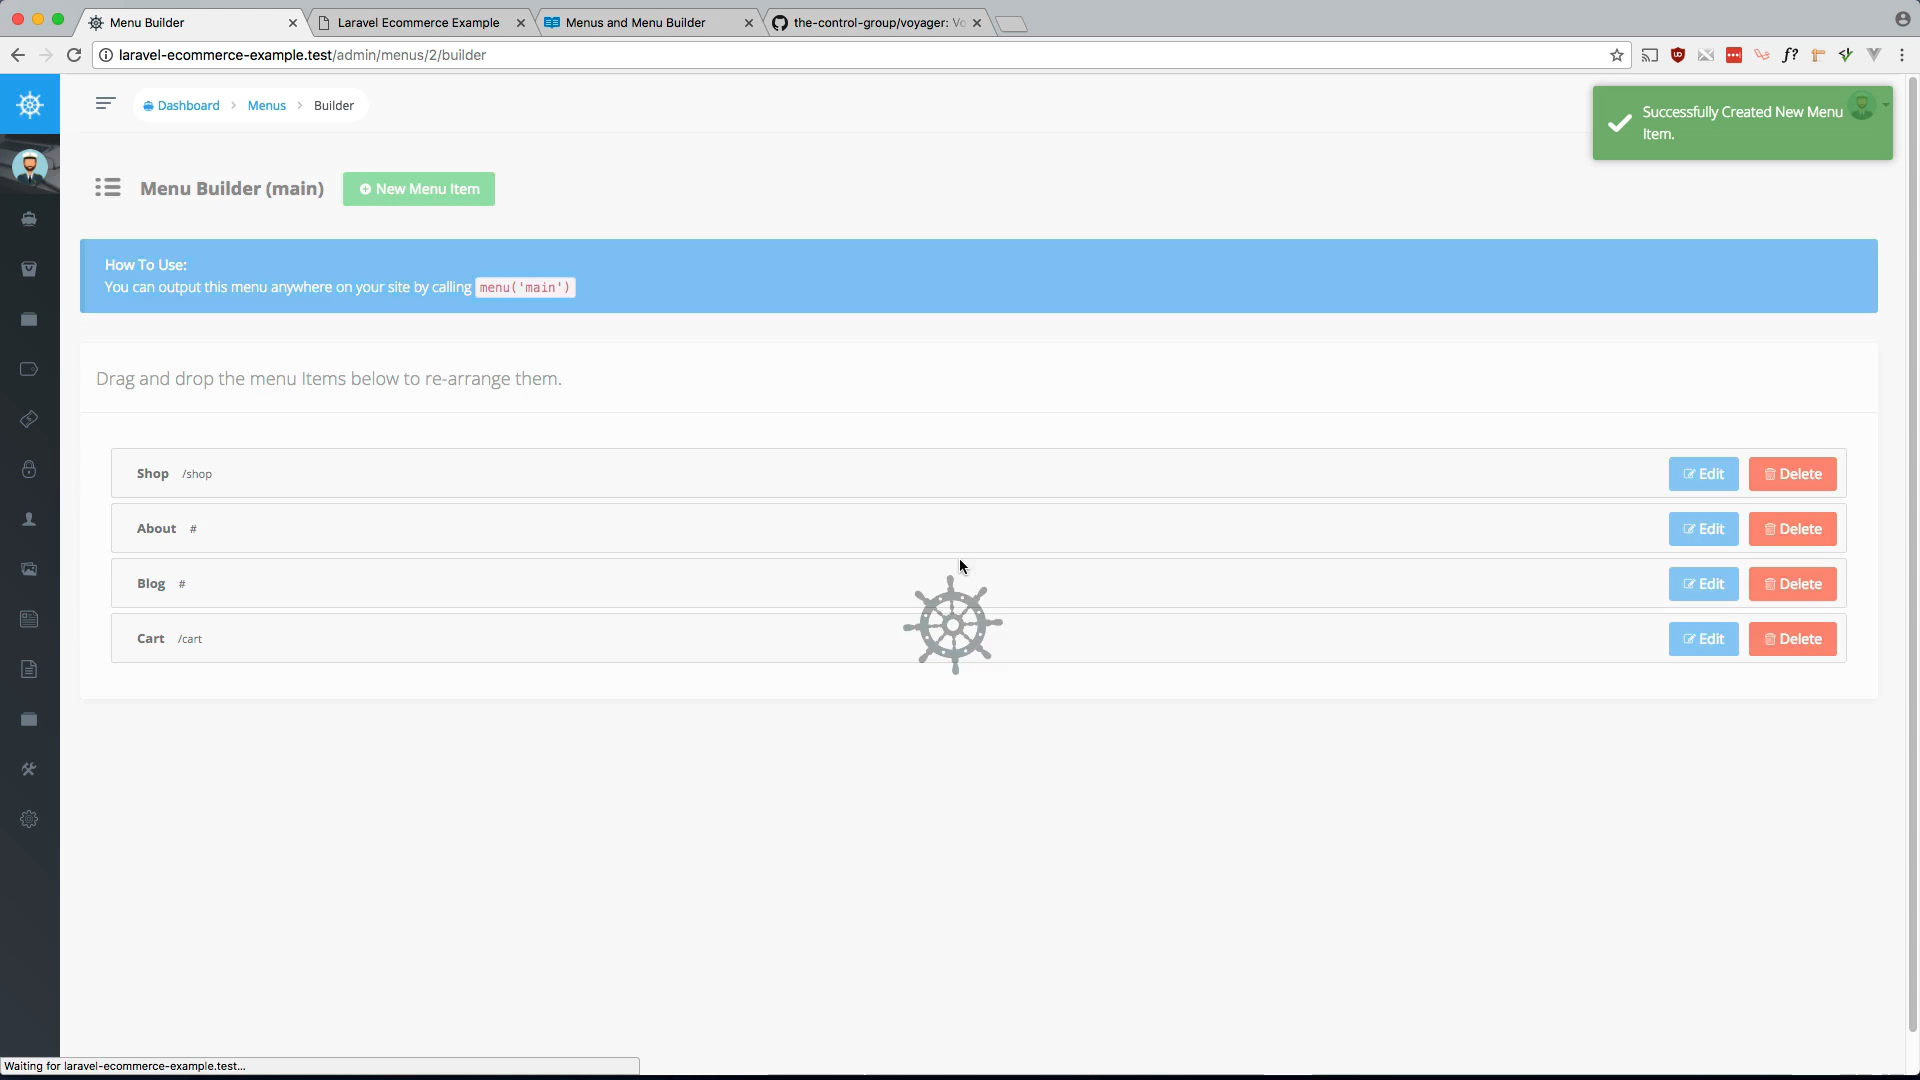 Menu Builder
Laravel Ecommerce Example
Menus and Menu Builder
the-control-group/voyager: Vo
laravel-ecommerce-example.test/admin/menus/2/builder
f?
Dashboard > Menus > Builder
Successfully Created New Menu
Item.
Menu Builder (main)
New Menu Item
How To Use:
You can output this menu anywhere on your site by calling menu('main')
Drag and drop the menu Items below to re-arrange them.
Shop /shop Edit Delete
About # Edit Delete
Blog # Edit Delete
Cart /cart Edit Delete
Waiting for laravel-ecommerce-example.test...